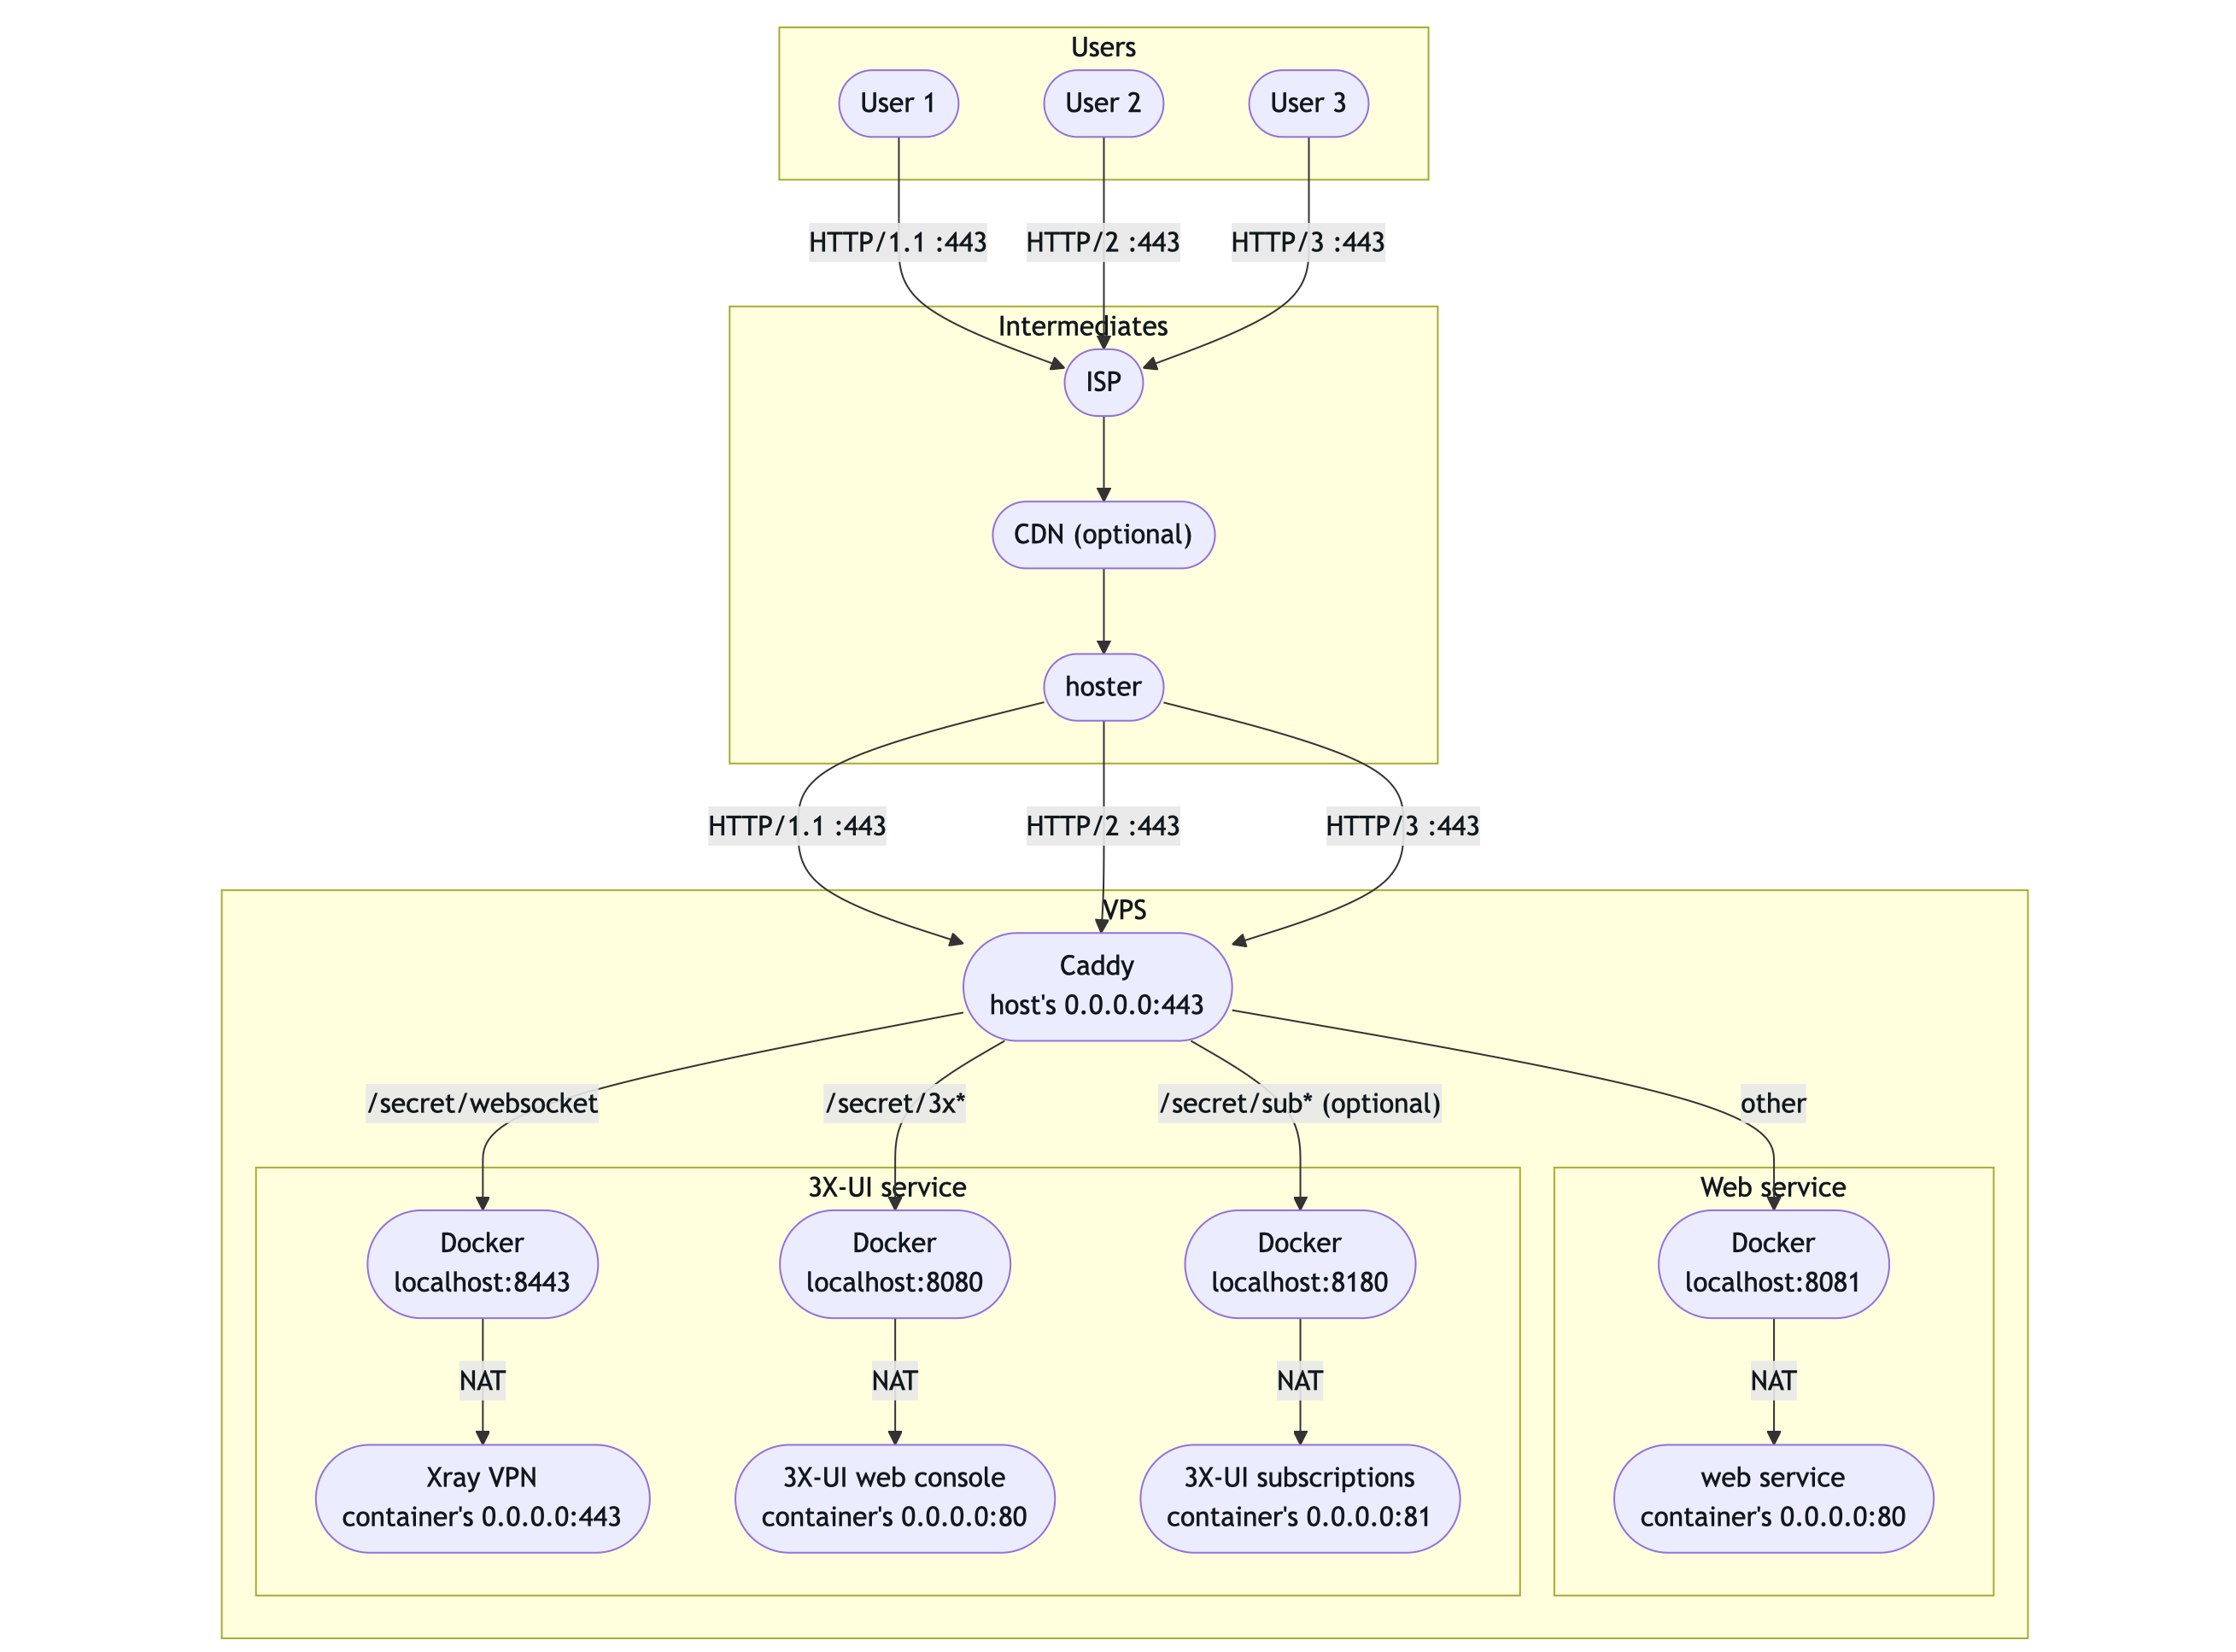 Users
User 1
User 2
User 3
HTTP/1.1 :443
HTTP/2 :443
HTTP/3 :443
Intermediates
ISP
CDN (optional)
hoster
HTTP/1.1 :443
HTTP/2 :443
HTTP/3 :443
VPS
Caddy
host's 0.0.0.0:443
/secret/websocket
/secret/3x*
/secret/sub* (optional)
other
3X-UI service
Web service
Docker
localhost:8443
Docker
localhost:8080
Docker
localhost:8180
Docker
localhost:8081
NAT
NAT
NAT
NAT
Xray VPN
container's 0.0.0.0:443
3X-UI web console
container's 0.0.0.0:80
3X-UI subscriptions
container's 0.0.0.0:81
web service
container's 0.0.0.0:80